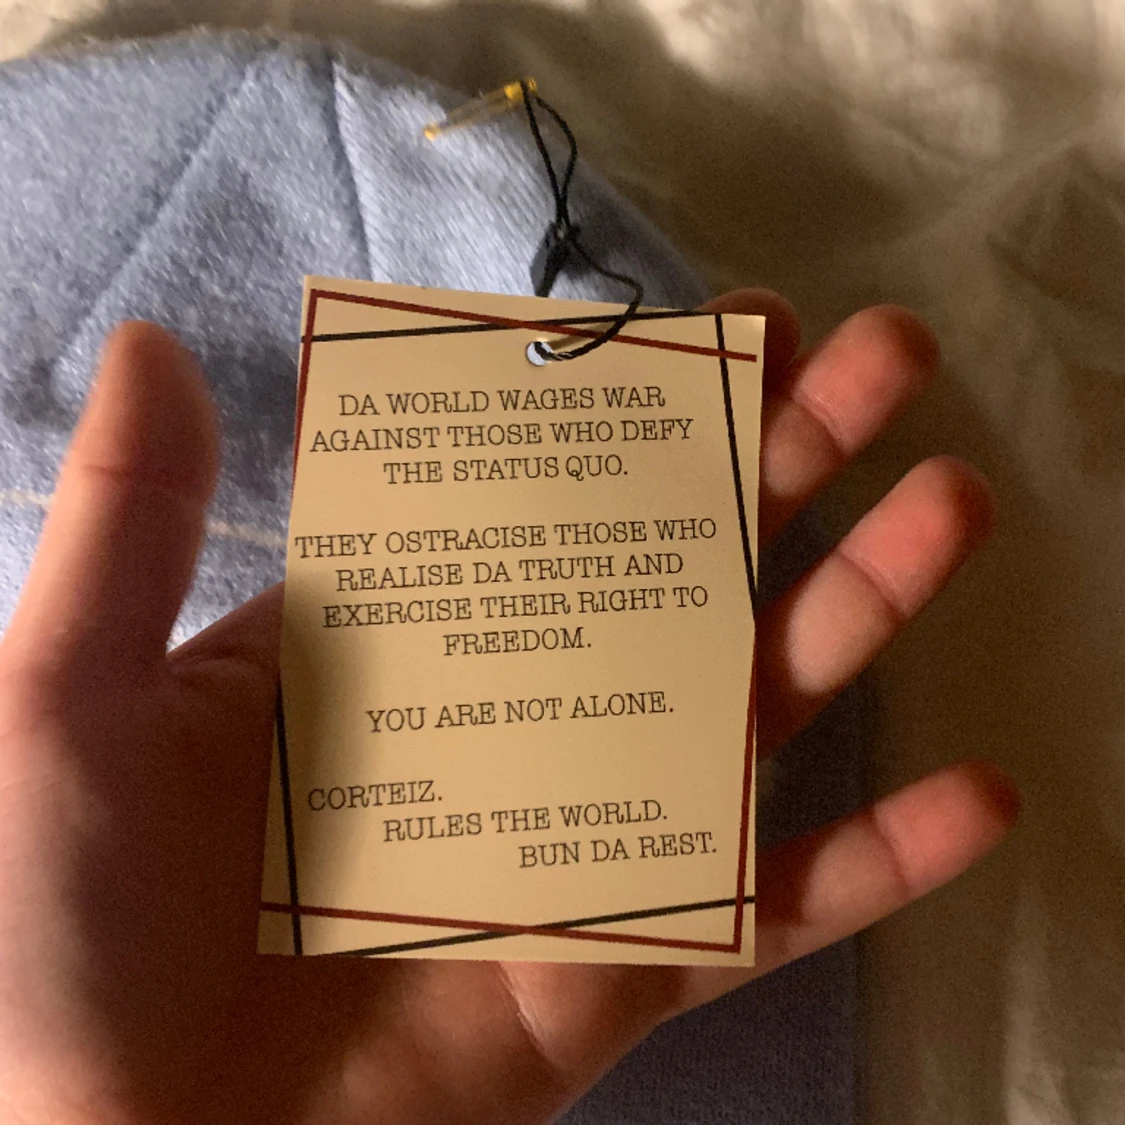 DA WORLD WAGES WAR
AGAINST THOSE WHO DEFY
THE STATUS QUO.
THEY OSTRACISE THOSE WHO
REALISE DA TRUTH AND
EXERCISE THEIR RIGHT TO
FREEDOM.
YOU ARE NOT ALONE.
CORTEIZ.
RULES THE WORLD.
BUN DA REST.